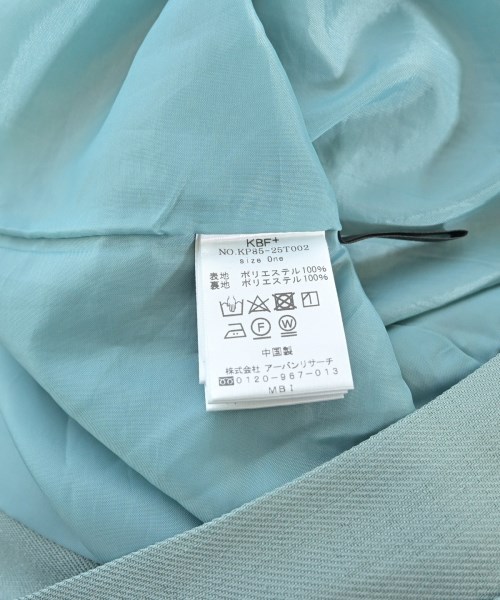 KBF+
NO.KP85-25T002
size One
表地 ポリエステル100%
裏地 ポリエステル100%
F W
中国製
株式会社 アーバンリサーチ
0120-967-013
MBI